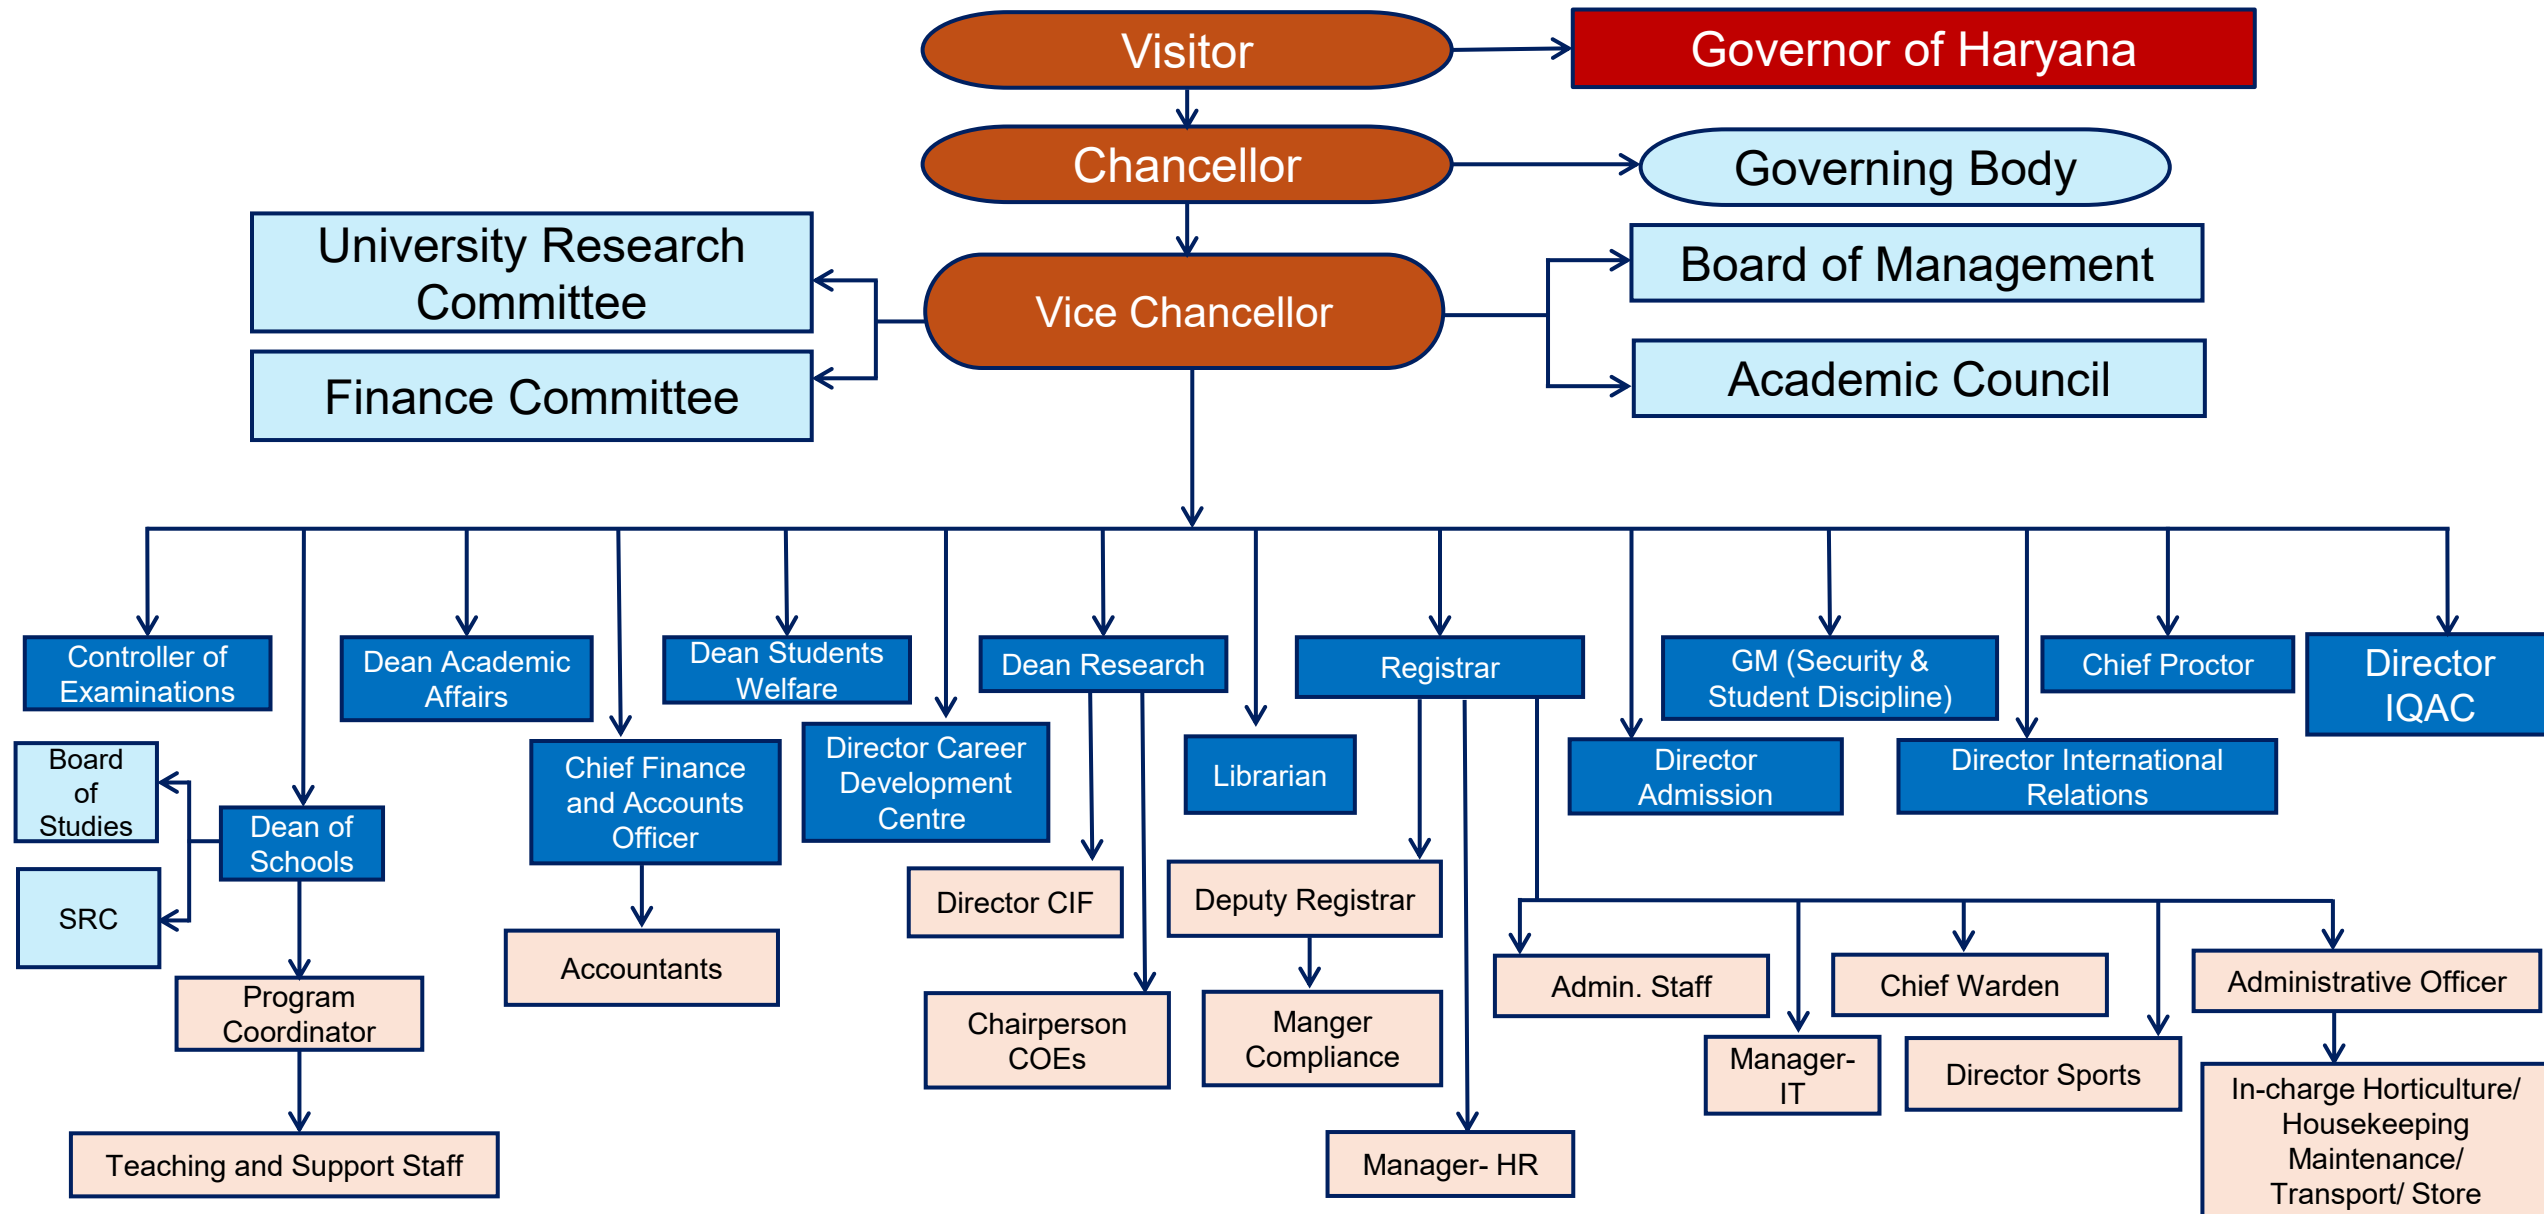 Visitor
Governor of Haryana
Chancellor
Governing Body
University Research
Committee
Board of Management
Vice Chancellor
Finance Committee
Academic Council
Controller of
Examinations
Dean Academic
Affairs
Dean Students
Welfare
Dean Research
Registrar
GM (Security &
Student Discipline)
Chief Proctor
Director
IQAC
Board
of
Studies
Dean of
Schools
SRC
Chief Finance
and Accounts
Officer
Director Career
Development
Centre
Librarian
Director
Admission
Director International
Relations
Director CIF
Deputy Registrar
Accountants
Program
Coordinator
Chairperson
COEs
Manger
Compliance
Admin. Staff
Chief Warden
Administrative Officer
Manager-
IT
Director Sports
Teaching and Support Staff
Manager- HR
In-charge Horticulture/
Housekeeping
Maintenance/
Transport/ Store